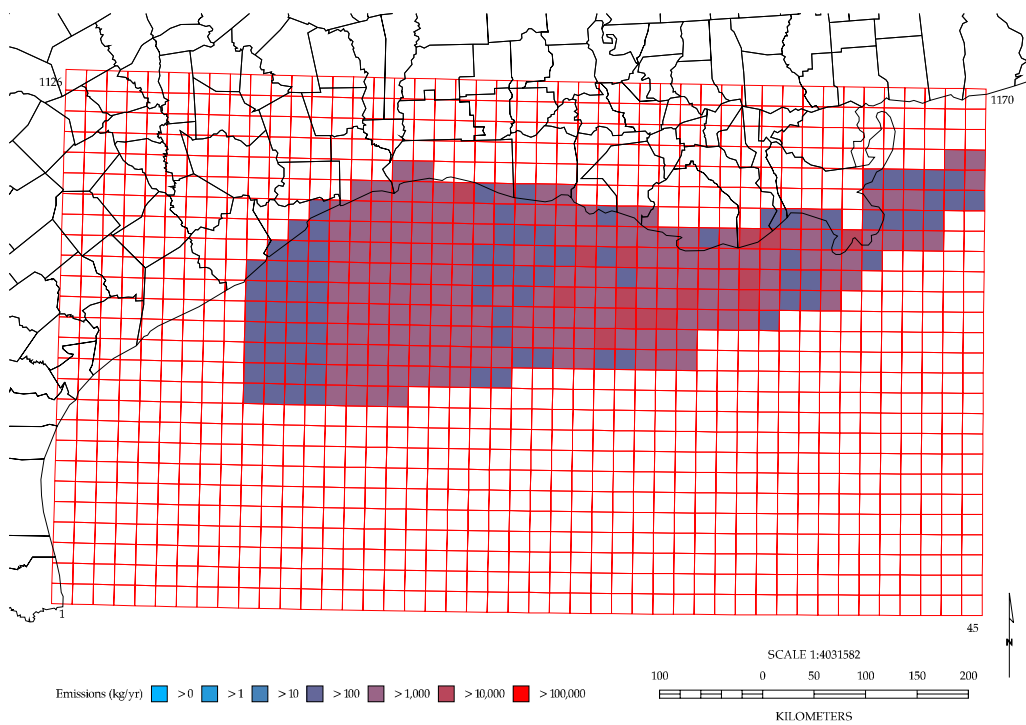 1126
1170
1
45
N
SCALE 1:4031582
Emissions (kg/yr) > 0 > 1 > 10 > 100 > 1,000 > 10,000 > 100,000
100 0 50 100 150 200
KILOMETERS